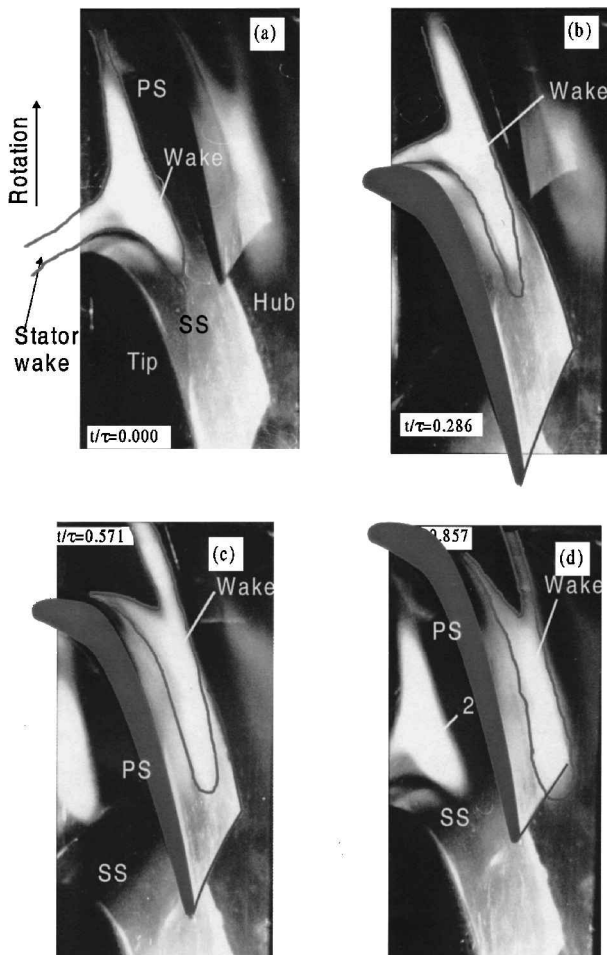 (a)
PS
Rotation
Wake
Hub
SS
Stator
wake
Tip
t/τ=0.000
(b)
Wake
t/τ=0.286
t/τ=0.571
(c)
Wake
PS
SS
.857
(d)
Wake
PS
2
SS